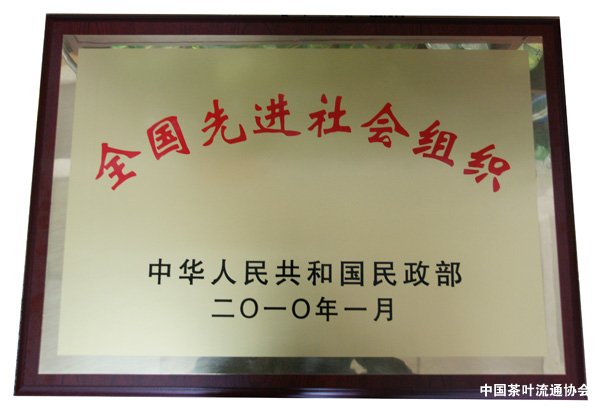 全国先进社会组织
中华人民共和国民政部
二〇一〇年一月
中国茶叶流通协会